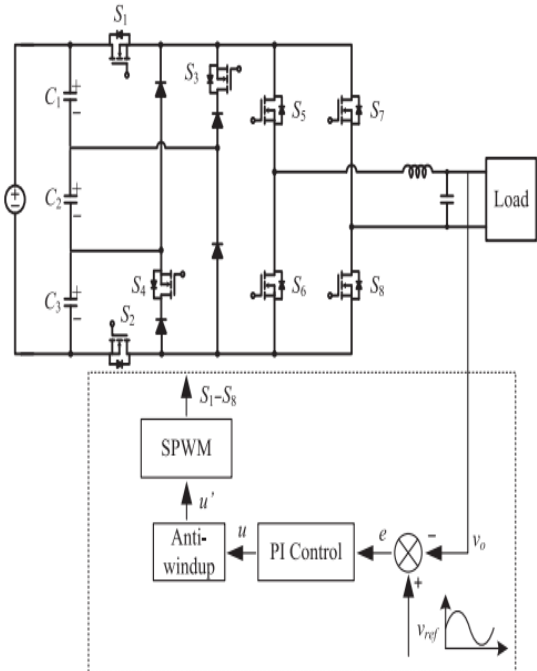 S1
C1
+
−
S3
S5
S7
C2
+
−
Load
C3
+
−
S4
S6
S8
S2
S1–S8
SPWM
u'
Anti-
windup
u
PI Control
e
−
vo
+
vref